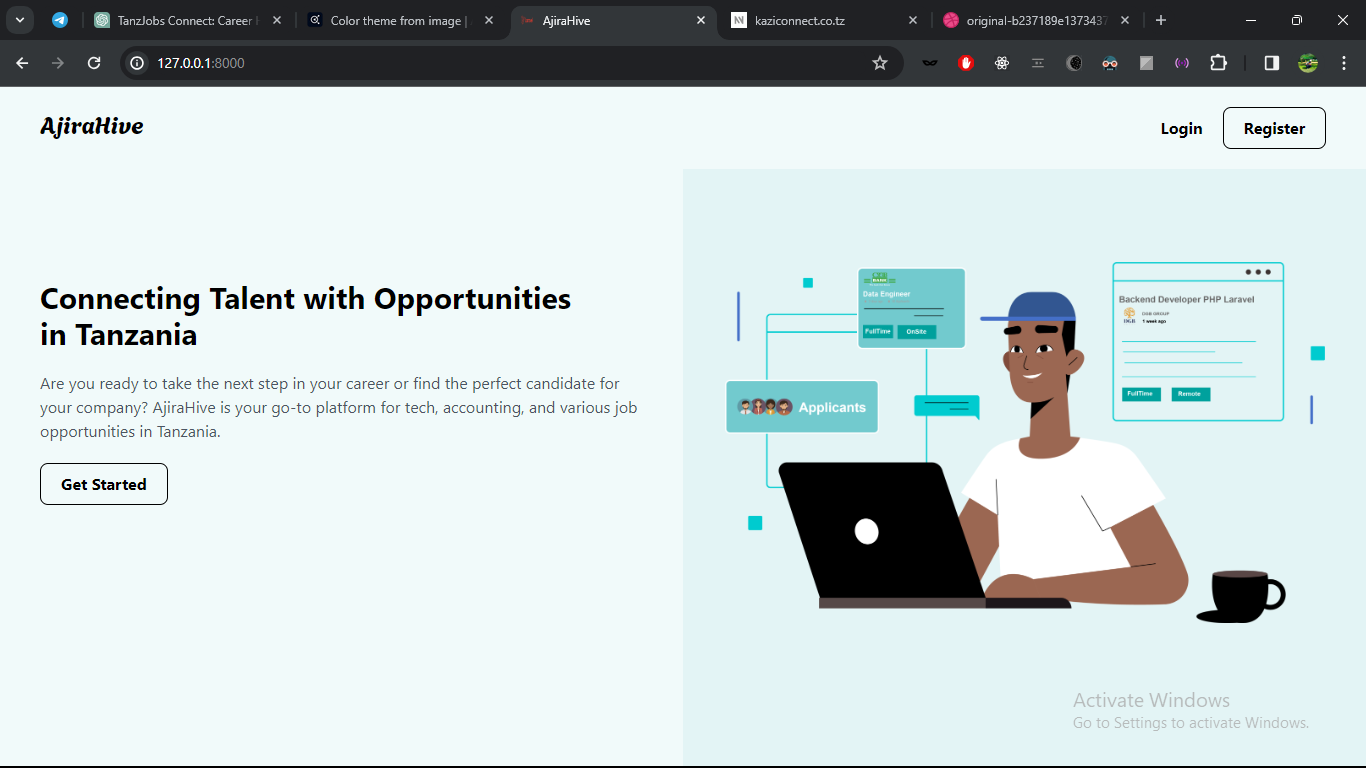 TanzJobs Connect: Career
Color theme from image |
AjiraHive
kaziconnect.co.tz
original-b237189e1373437
127.0.0.1:8000
AjiraHive
Login
Register
Connecting Talent with Opportunities
in Tanzania
Are you ready to take the next step in your career or find the perfect candidate for
your company? AjiraHive is your go-to platform for tech, accounting, and various job
opportunities in Tanzania.
Get Started
BANK
Data Engineer
FullTime
OnSite
Applicants
Backend Developer PHP Laravel
DGB
DGB GROUP
1 week ago
FullTime
Remote
Activate Windows
Go to Settings to activate Windows.